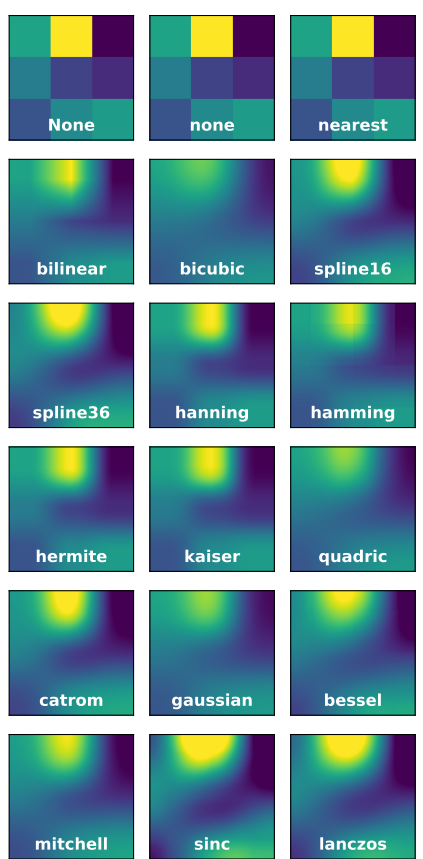 None
none
nearest
bilinear
bicubic
spline16
spline36
hanning
hamming
hermite
kaiser
quadric
catrom
gaussian
bessel
mitchell
sinc
lanczos